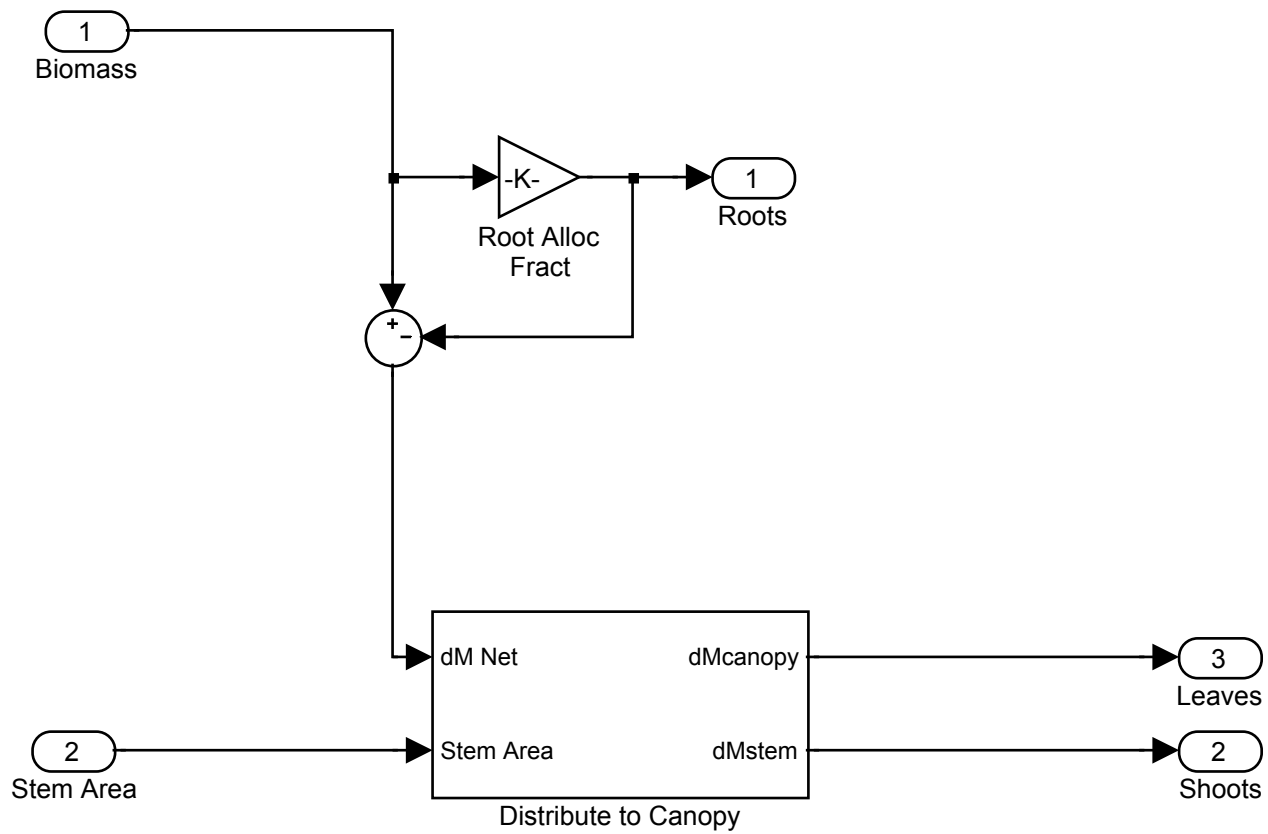 1
Biomass
-K-
Root Alloc
Fract
1
Roots
+
−
dM Net
dMcanopy
3
Leaves
2
Stem Area
Stem Area
dMstem
2
Shoots
Distribute to Canopy